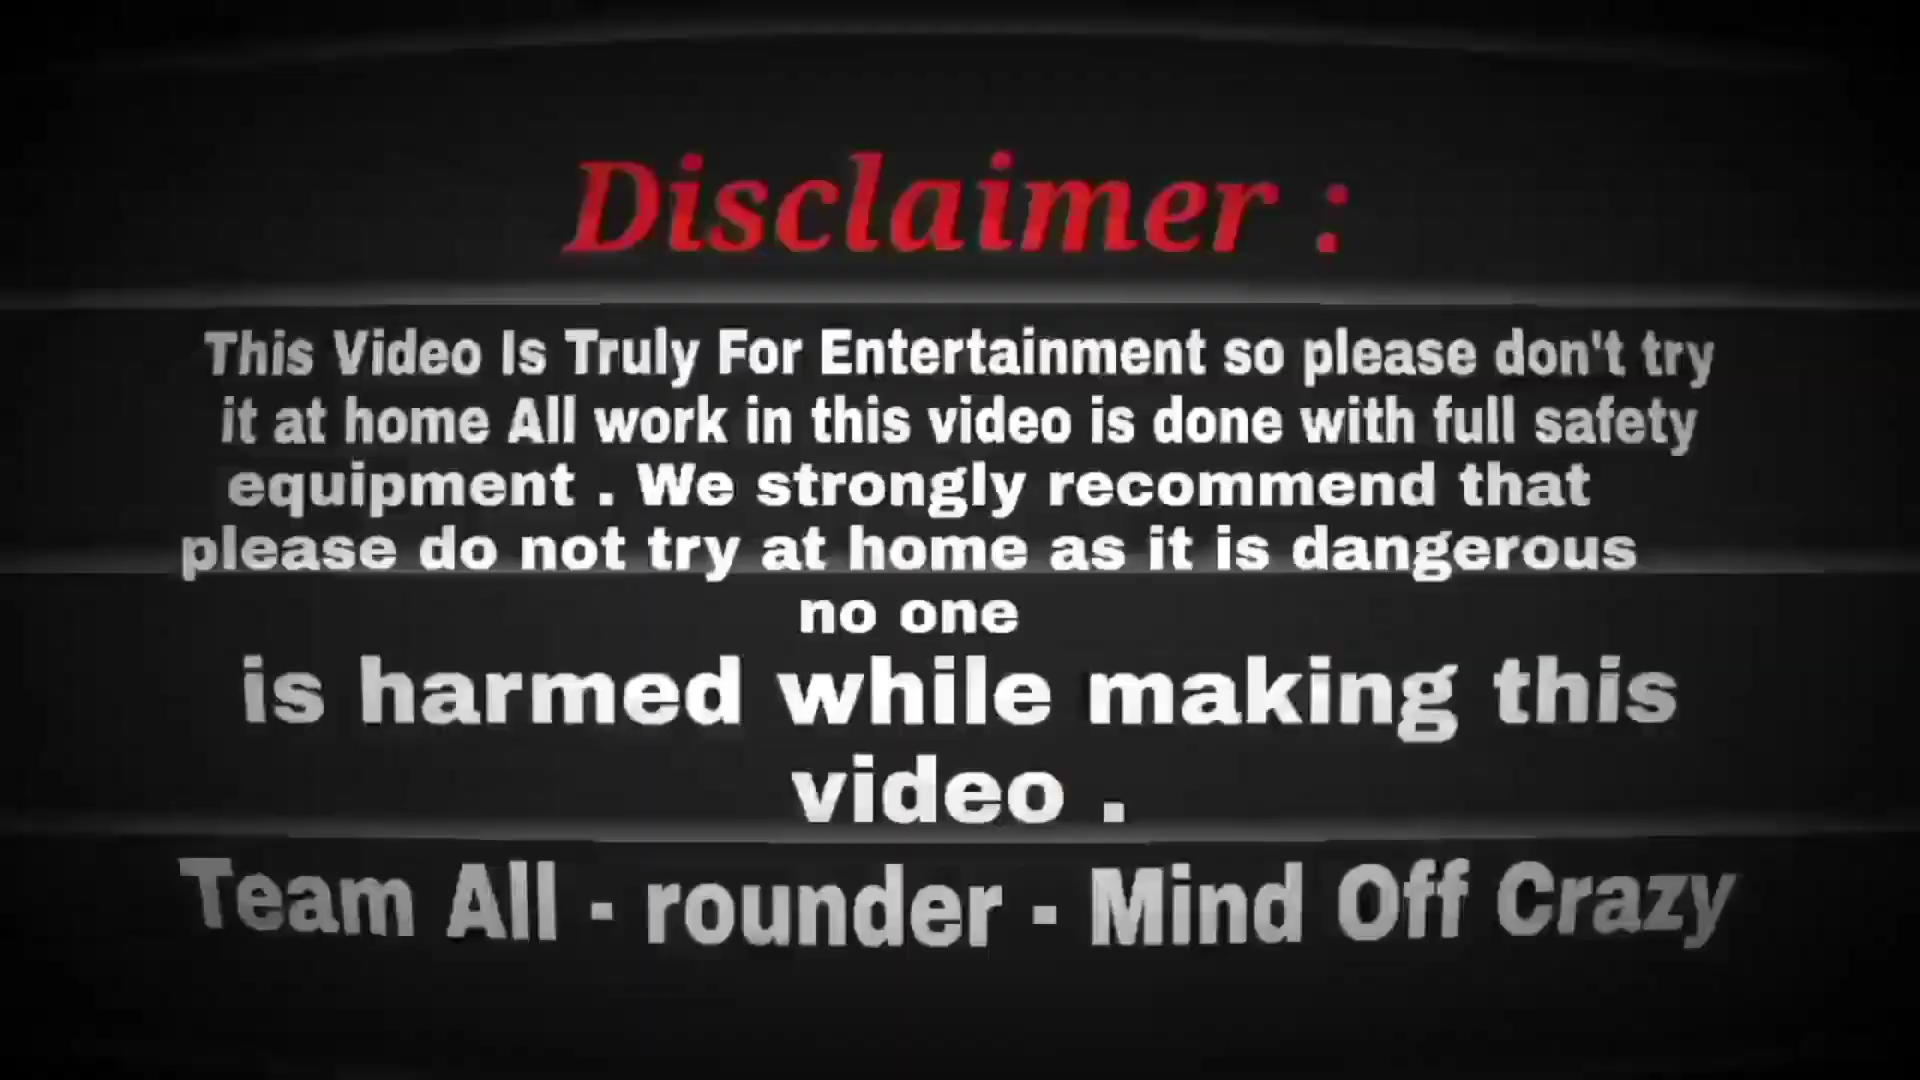 Disclaimer :
This Video Is Truly For Entertainment so please don't try
it at home All work in this video is done with full safety
equipment . We strongly recommend that
please do not try at home as it is dangerous
no one
is harmed while making this
video .
Team All - rounder - Mind Off Crazy